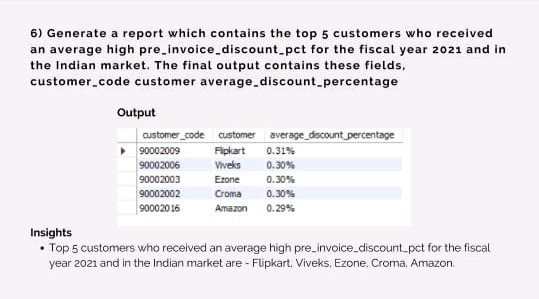 6) Generate a report which contains the top 5 customers who received
an average high pre_invoice_discount_pct for the fiscal year 2021 and in
the Indian market. The final output contains these fields,
customer_code customer average_discount_percentage
Output
customer_code customer average_discount_percentage
90002009 Flipkart 0.31%
90002006 Viveks 0.30%
90002003 Ezone 0.30%
90002002 Croma 0.30%
90002016 Amazon 0.29%
Insights
• Top 5 customers who received an average high pre_invoice_discount_pct for the fiscal
year 2021 and in the Indian market are - Flipkart, Viveks, Ezone, Croma, Amazon.